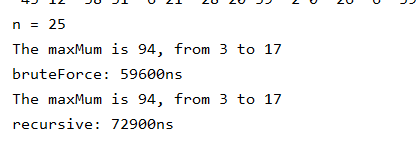 n = 25
The maxMum is 94, from 3 to 17
bruteForce: 59600ns
The maxMum is 94, from 3 to 17
recursive: 72900ns